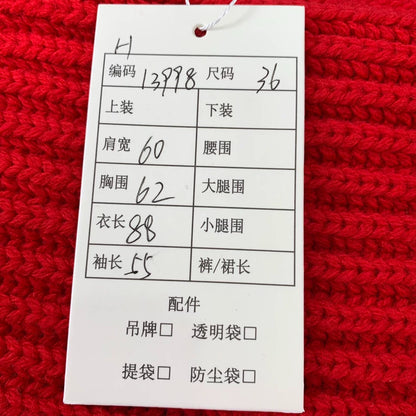 H
编码 13998 尺码 36
上装 下装
肩宽 60 腰围
胸围 62 大腿围
衣长 88 小腿围
袖长 55 裤/裙长
配件
吊牌□ 透明袋□
提袋□ 防尘袋□